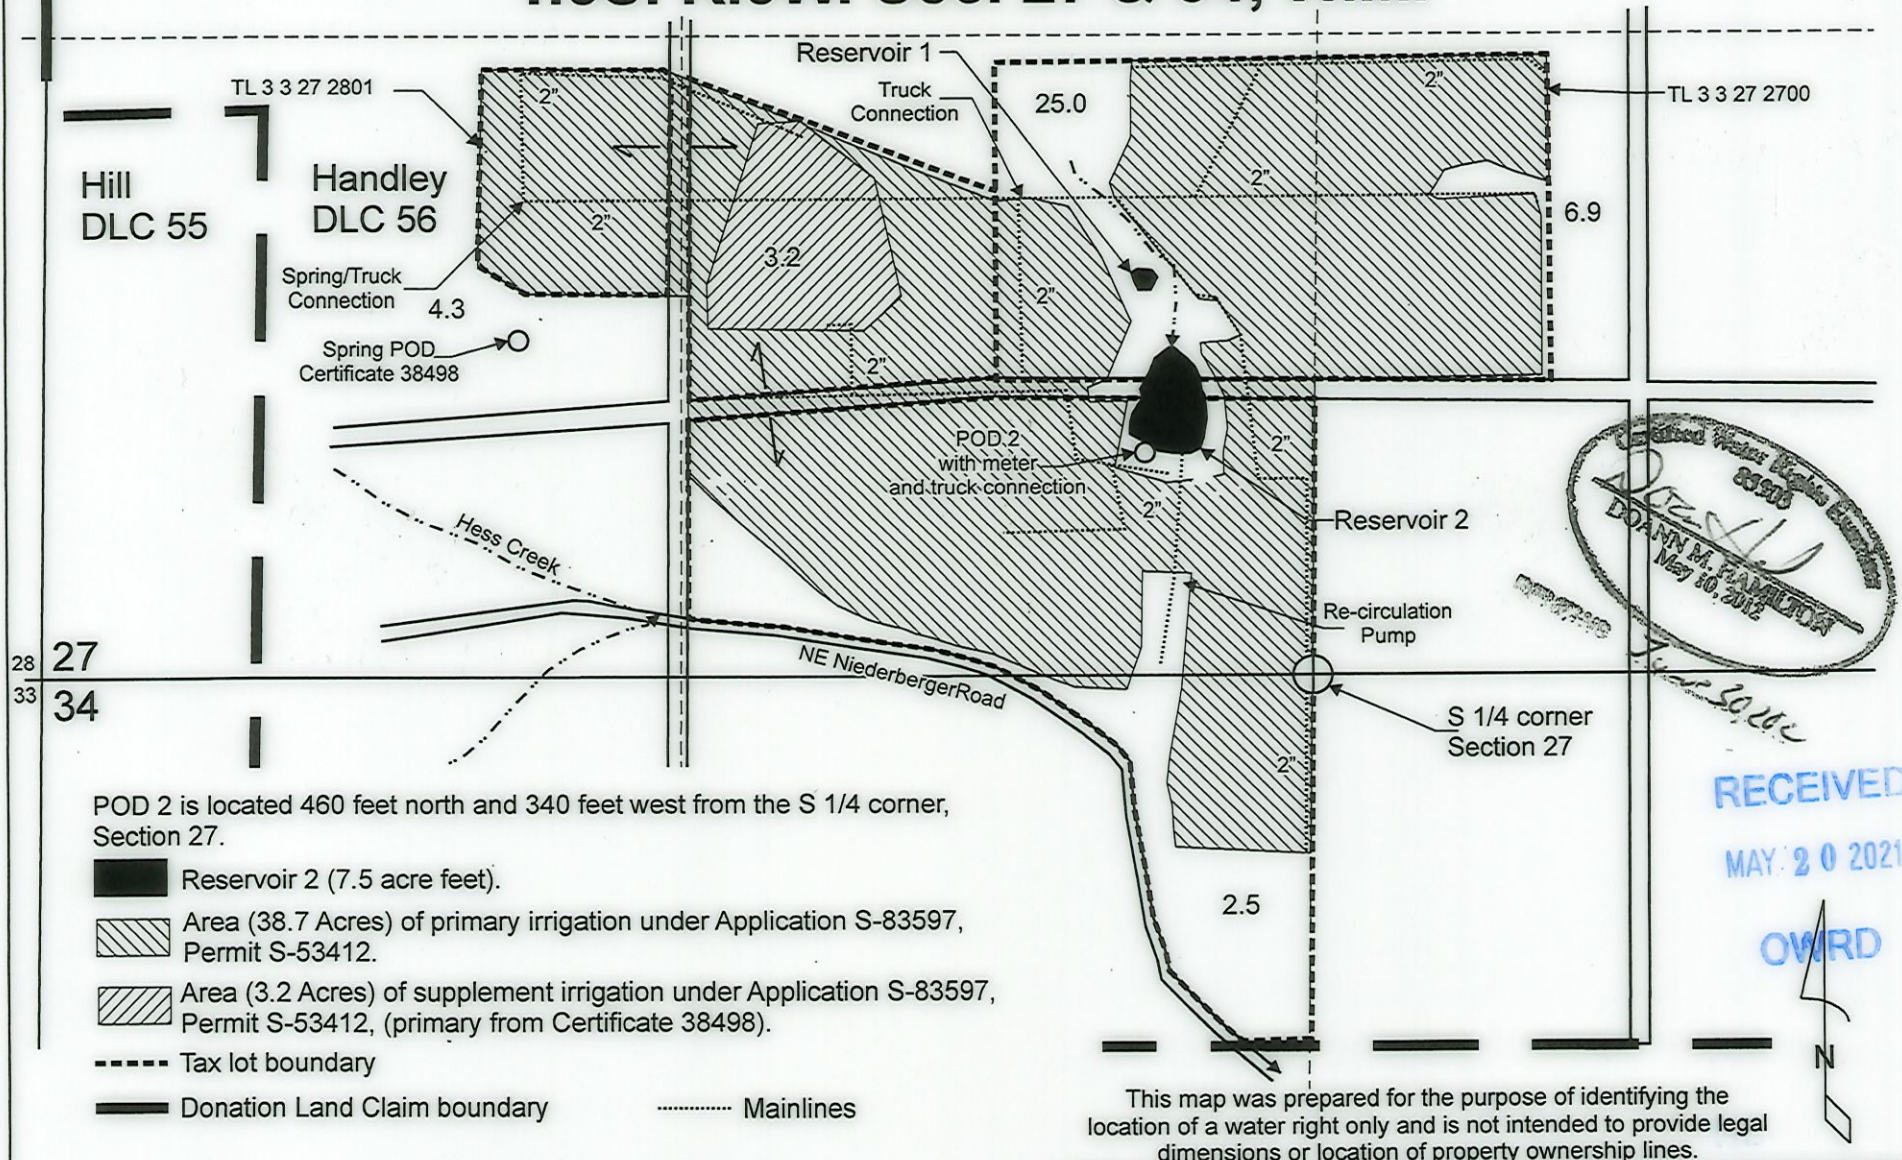 Reservoir 1
TL 3 3 27 2801
2"
Truck
Connection
25.0
2"
TL 3 3 27 2700
Hill
DLC 55
Handley
DLC 56
2"
2"
6.9
3.2
Spring/Truck
Connection
4.3
2"
Spring POD
Certificate 38498
2"
POD 2
with meter
and truck connection
2"
2"
Reservoir 2
Hess Creek
Re-circulation
Pump
28 27
33 34
NE Niederberger Road
S 1/4 corner
Section 27
2"
Certified Water Rights Examiner
DOANN M. HAMILTON
May 10, 2012
RECEIVED
MAY 20 2021
OWRD
POD 2 is located 460 feet north and 340 feet west from the S 1/4 corner,
Section 27.
Reservoir 2 (7.5 acre feet).
Area (38.7 Acres) of primary irrigation under Application S-83597,
Permit S-53412.
2.5
Area (3.2 Acres) of supplement irrigation under Application S-83597,
Permit S-53412, (primary from Certificate 38498).
Tax lot boundary
Donation Land Claim boundary
Mainlines
N
This map was prepared for the purpose of identifying the
location of a water right only and is not intended to provide legal
dimensions or location of property ownership lines.